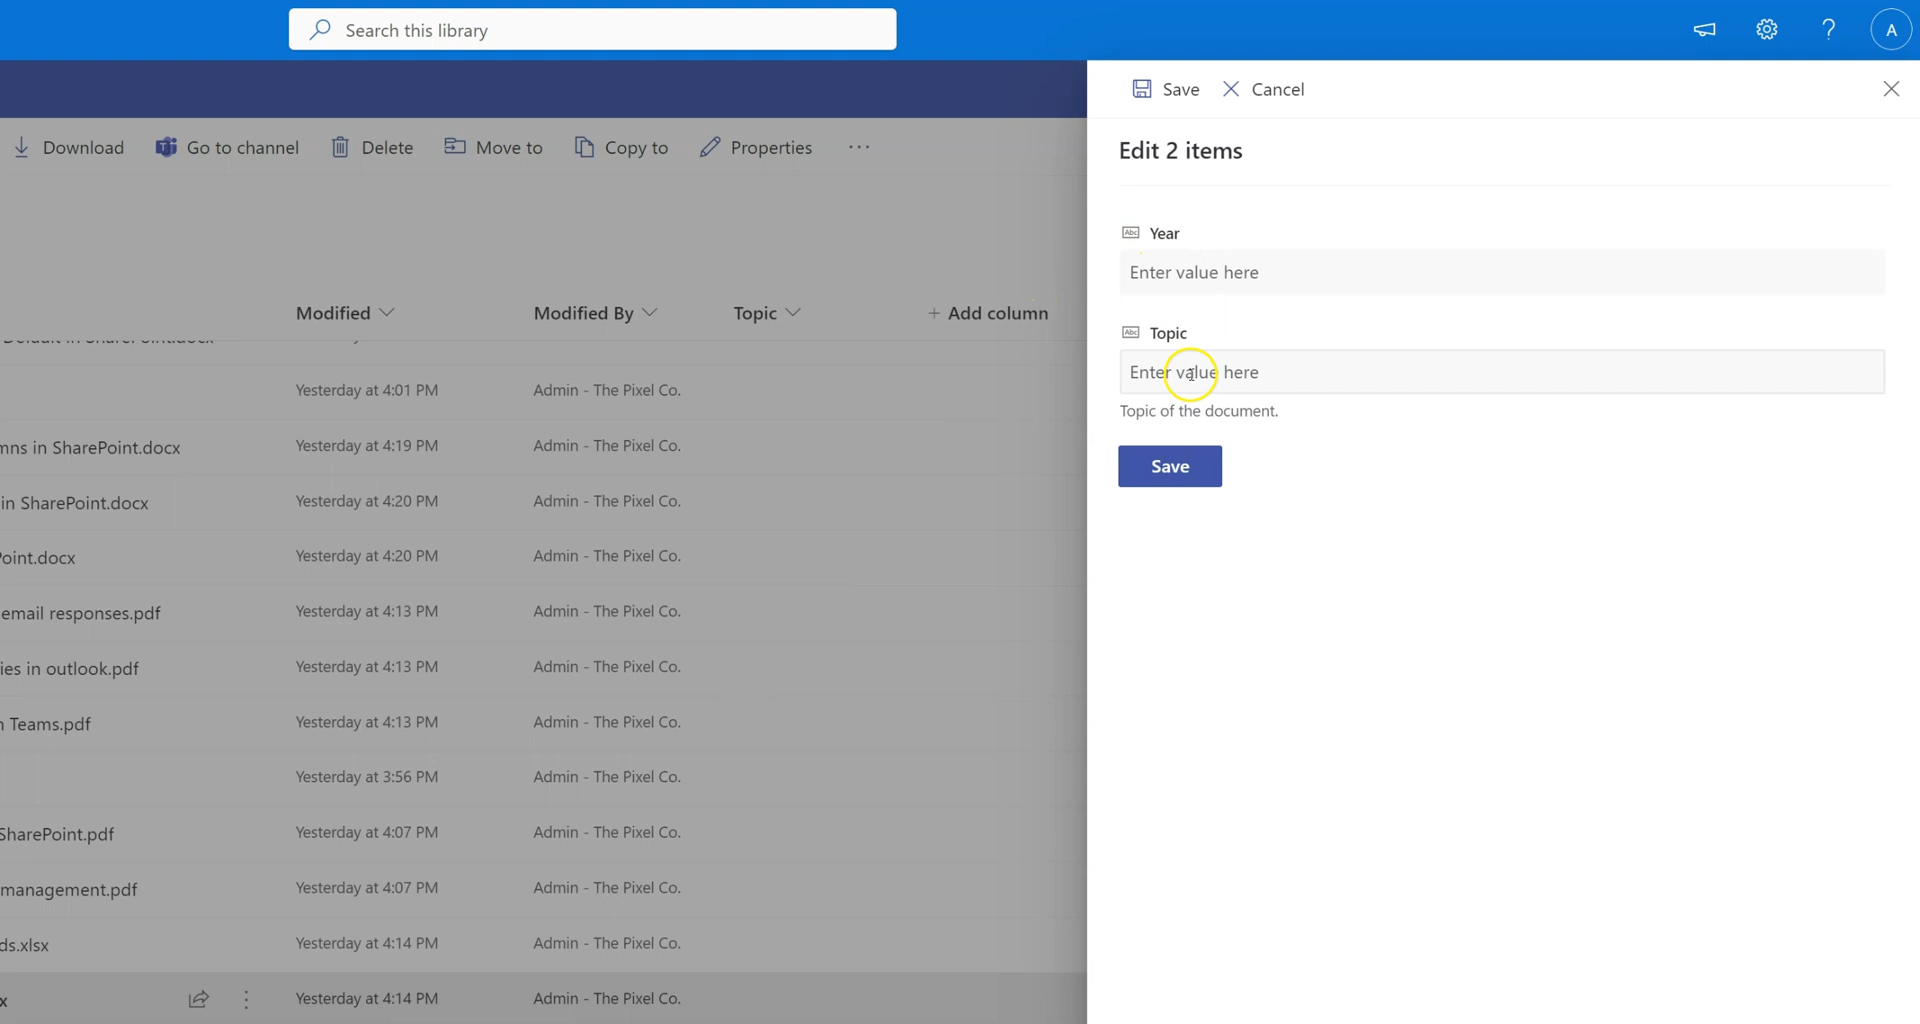 Search this library
A
Save
Cancel
Download
Go to channel
Delete
Move to
Copy to
Properties
Edit 2 items
Abc Year
Enter value here
Modified
Modified By
Topic
Add column
Abc Topic
Enter value here
Topic of the document.
Save
Default in SharePoint.docx
Yesterday at 4:01 PM
Admin - The Pixel Co.
mns in SharePoint.docx
Yesterday at 4:19 PM
Admin - The Pixel Co.
in SharePoint.docx
Yesterday at 4:20 PM
Admin - The Pixel Co.
Point.docx
Yesterday at 4:20 PM
Admin - The Pixel Co.
email responses.pdf
Yesterday at 4:13 PM
Admin - The Pixel Co.
ies in outlook.pdf
Yesterday at 4:13 PM
Admin - The Pixel Co.
n Teams.pdf
Yesterday at 4:13 PM
Admin - The Pixel Co.
Yesterday at 3:56 PM
Admin - The Pixel Co.
SharePoint.pdf
Yesterday at 4:07 PM
Admin - The Pixel Co.
management.pdf
Yesterday at 4:07 PM
Admin - The Pixel Co.
ds.xlsx
Yesterday at 4:14 PM
Admin - The Pixel Co.
x
Yesterday at 4:14 PM
Admin - The Pixel Co.